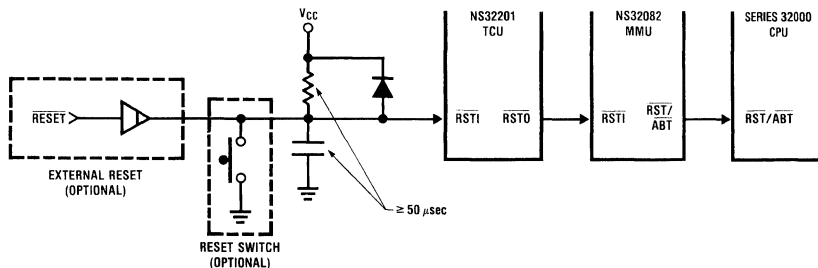 VCC
NS32201
TCU
NS32082
MMU
SERIES 32000
CPU
RESET
RSTI
RSTO
RSTI
RST/
ABT
RST/ABT
EXTERNAL RESET
(OPTIONAL)
≥ 50 μsec
RESET SWITCH
(OPTIONAL)